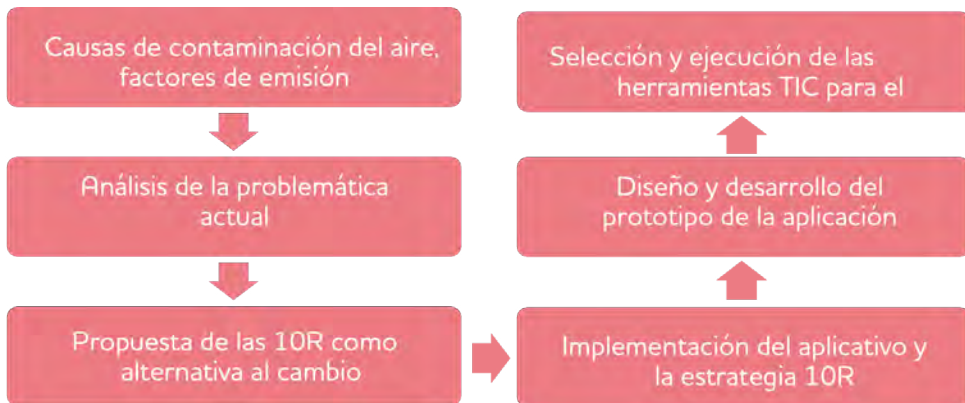 Causas de contaminación del aire,
factores de emisión
Análisis de la problemática
actual
Propuesta de las 10R como
alternativa al cambio
Implementación del aplicativo y
la estrategia 10R
Diseño y desarrollo del
prototipo de la aplicación
Selección y ejecución de las
herramientas TIC para el